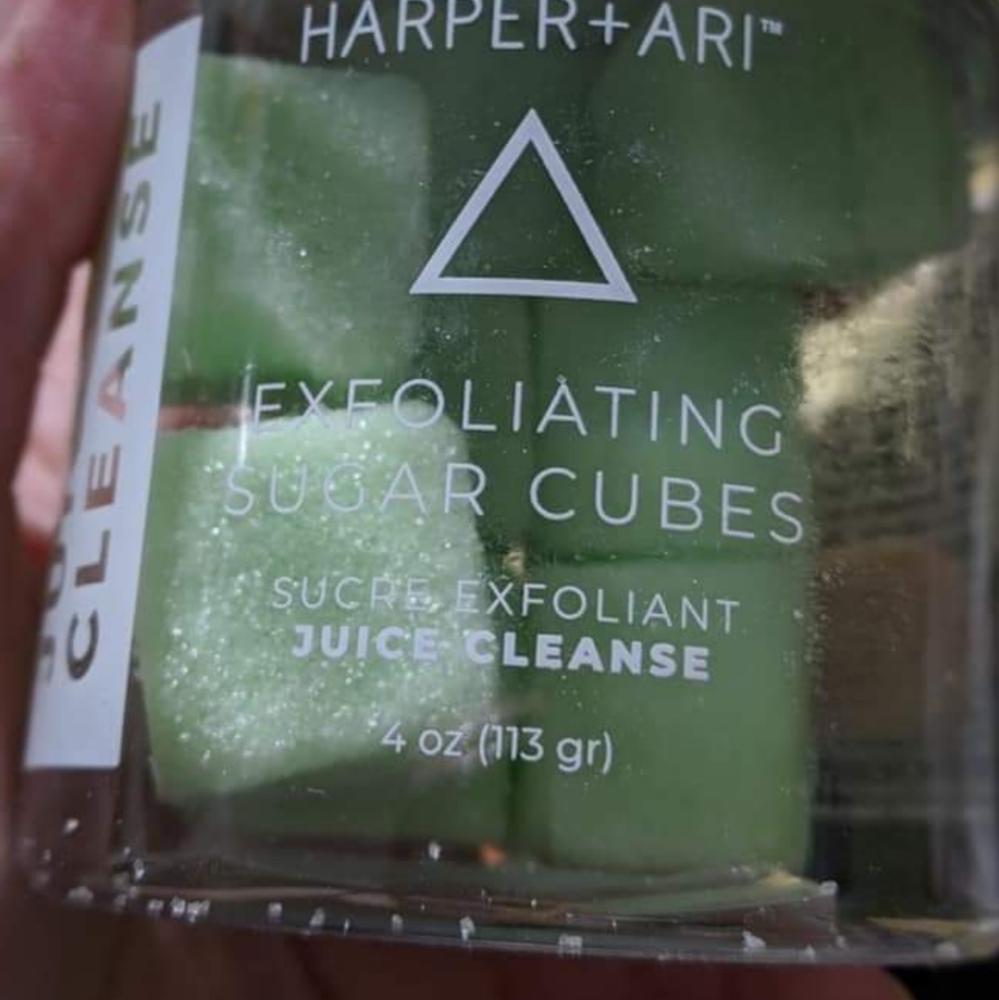 HARPER+ARI™
EXFOLIATING
SUGAR CUBES
SUCRE EXFOLIANT
JUICE CLEANSE
4 oz (113 gr)
CLEANSE